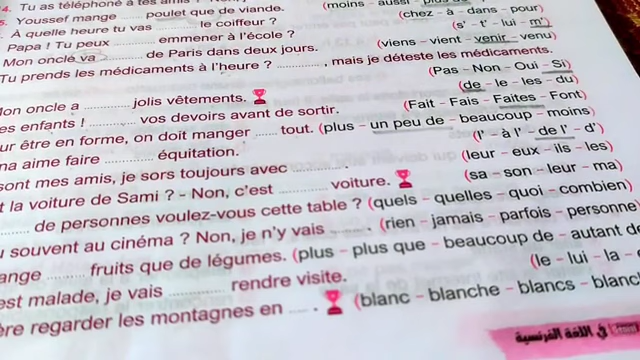 4. Tu as téléphoné à tes amis ?
5. Youssef mange ...... poulet que de viande. (moins - aussi - plus de
À quelle heure tu vas ........ le coiffeur ? (chez - à - dans - pour)
Papa ! Tu peux ........ emmener à l'école ? (s' - t' - lui - m')
Mon oncle va .......... de Paris dans deux jours. (viens - vient - venir - venu)
Tu prends les médicaments à l'heure ? .........., mais je déteste les médicaments. (Pas - Non - Oui - Si)
Mon oncle a .......... jolis vêtements. (de - le - les - du)
es enfants ! .......... vos devoirs avant de sortir. (Fait - Fais - Faites - Font)
ur être en forme, on doit manger ...... tout. (plus - un peu de - beaucoup - moins)
na aime faire .......... équitation. (l' - à l' - de l' - d')
sont mes amis, je sors toujours avec .......... . (leur - eux - ils - les)
t la voiture de Sami ? - Non, c'est .......... voiture. (sa - son - leur - ma)
.......... de personnes voulez-vous cette table ? (quels - quelles - quoi - combien)
souvent au cinéma ? Non, je n'y vais ........ . (rien - jamais - parfois - personne)
ange ........ fruits que de légumes. (plus - plus que - beaucoup de - autant de
est malade, je vais .......... rendre visite. (le - lui - la -
ère regarder les montagnes en ..... . (blanc - blanche - blancs - blanc
في اللغة الفرنسية